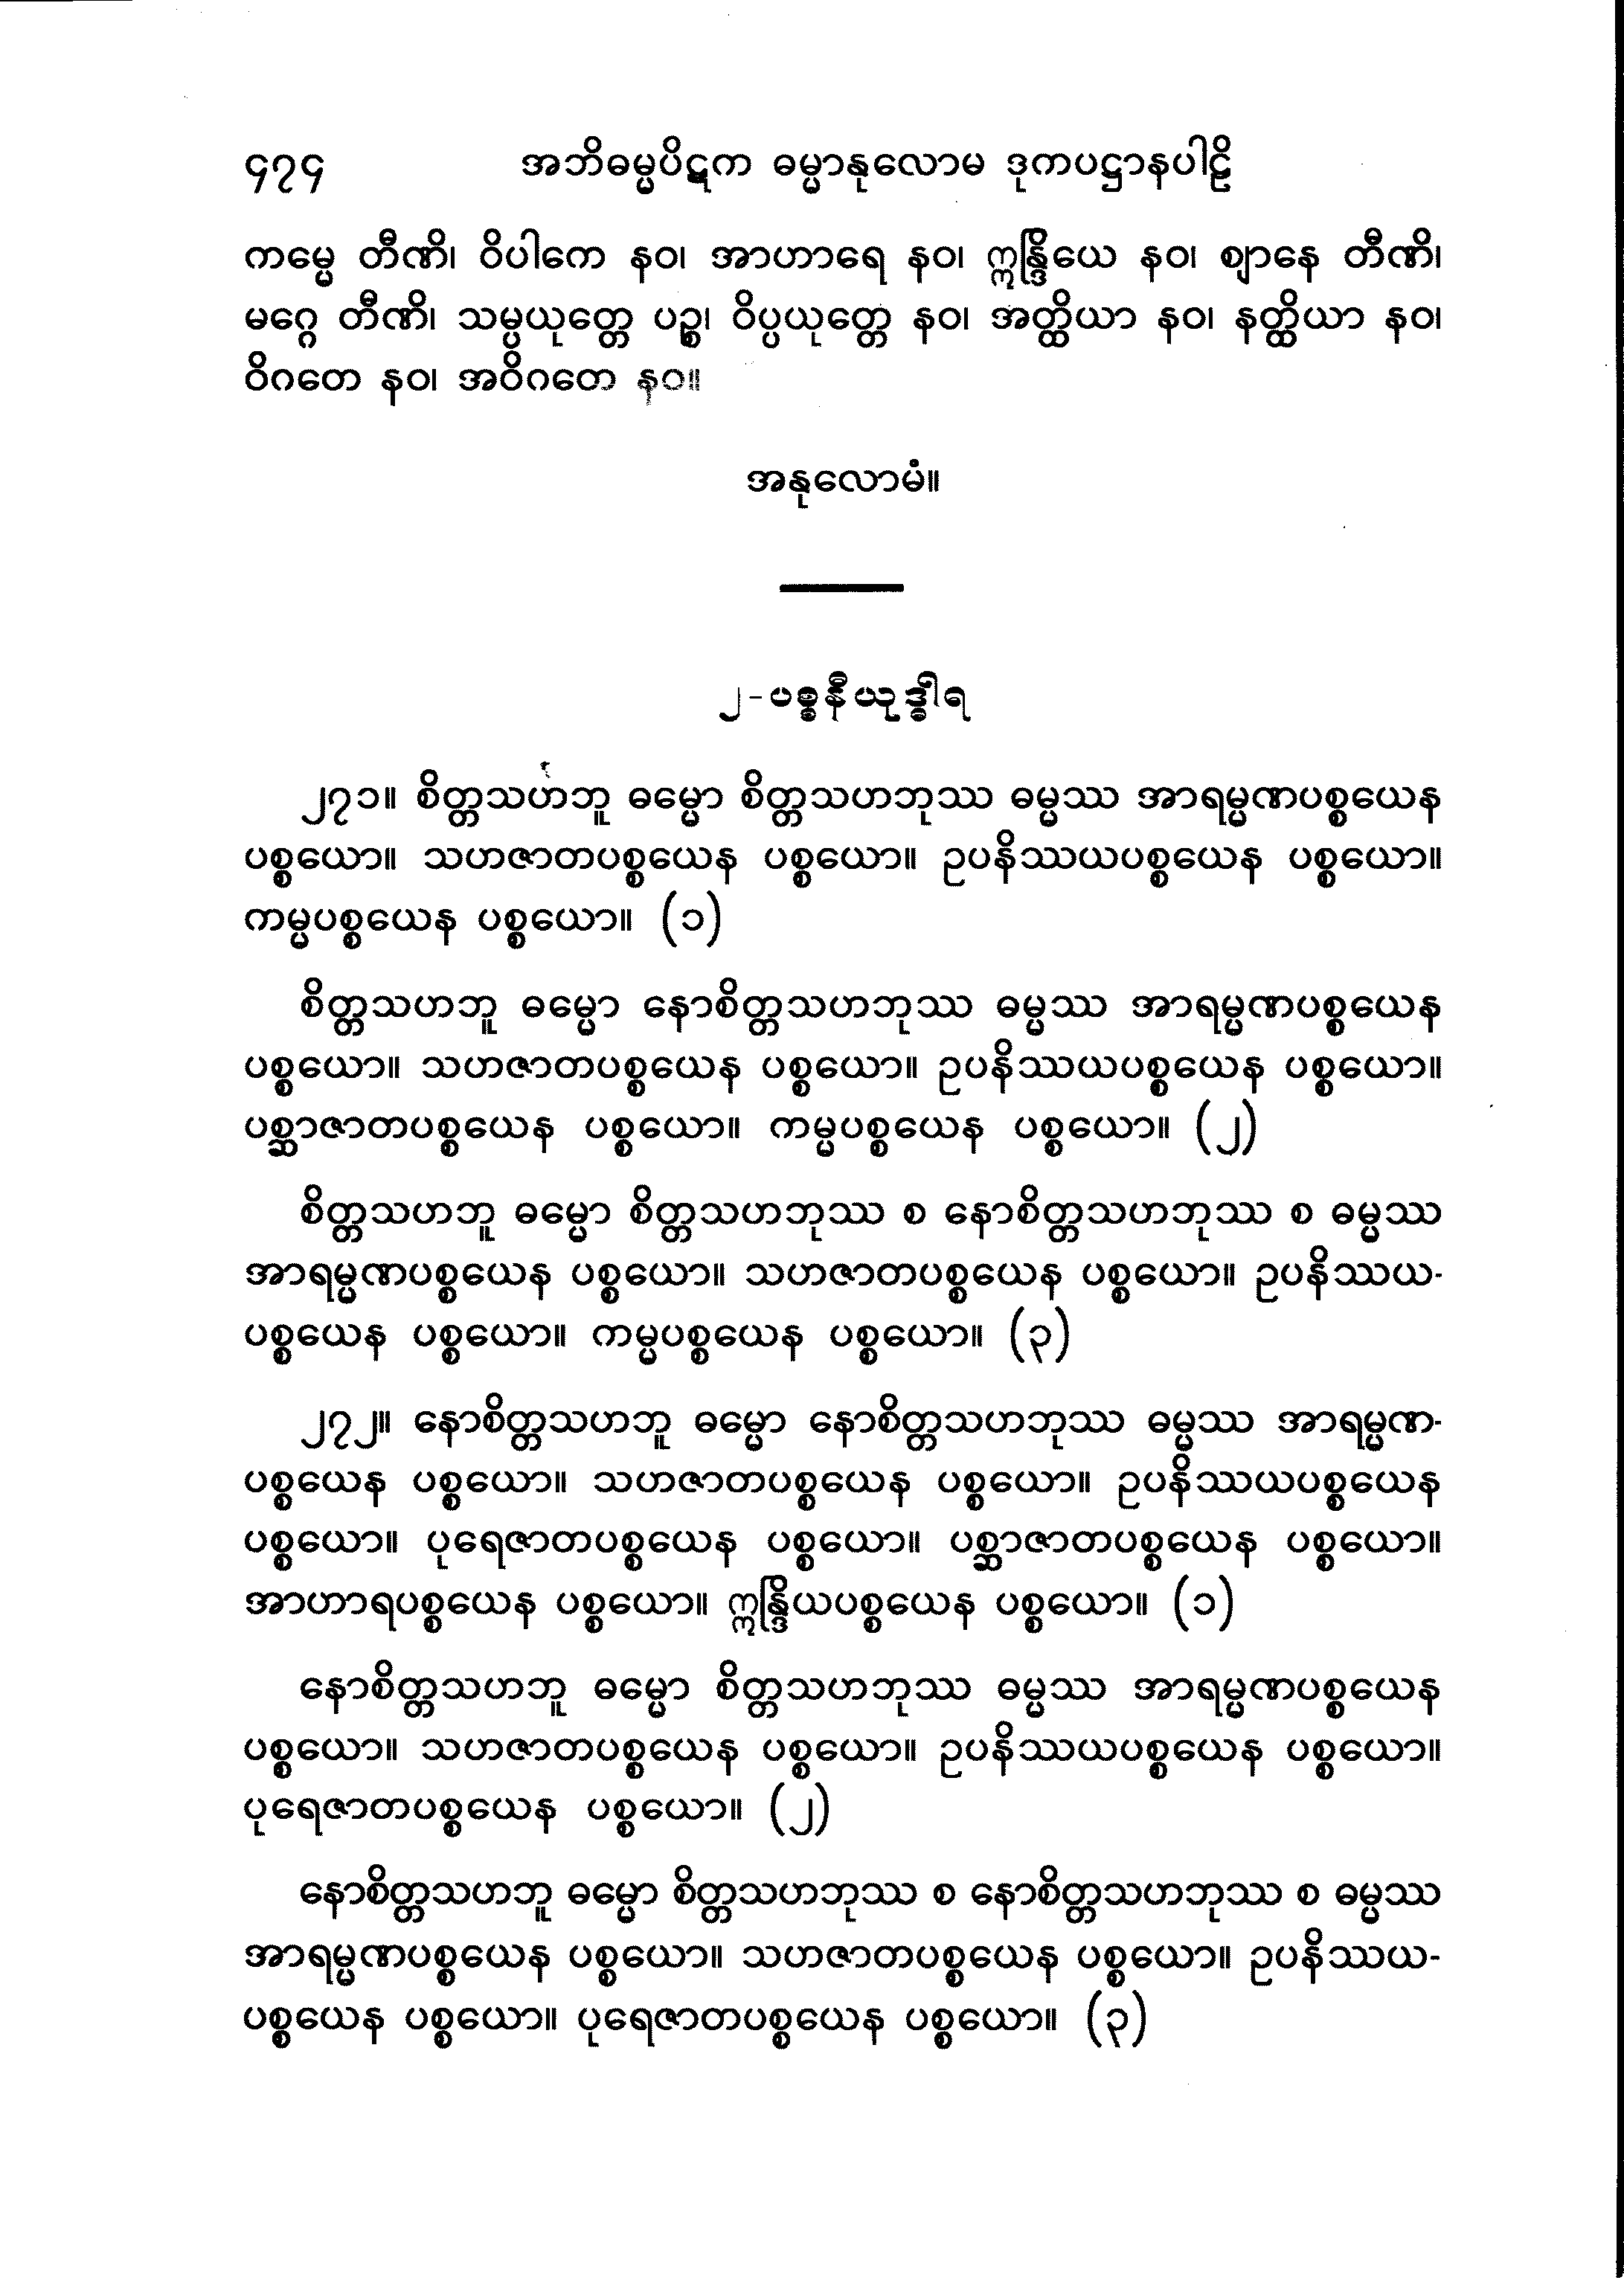 ၄၇၄ အဘိဓမ္မပိဋက ဓမ္မာနုလောမ ဒုကပဋ္ဌာနပါဠိ
ကမ္မေ တီဏိ၊ ဝိပါကေ နဝ၊ အာဟာရေ နဝ၊ ဣန္ဒြိယေ နဝ၊ ဈာနေ တီဏိ၊
မဂ္ဂေ တီဏိ၊ သမ္ပယုတ္တေ ပဉ္စ၊ ဝိပ္ပယုတ္တေ နဝ၊ အတ္ထိယာ နဝ၊ နတ္ထိယာ နဝ၊
ဝိဂတေ နဝ၊ အဝိဂတေ နဝ။
အနုလောမံ။
၂-ပစ္စနီယုဒ္ဓါရ
၂၇၁။ စိတ္တသဟဘူ ဓမ္မော စိတ္တသဟဘုဿ ဓမ္မဿ အာရမ္မဏပစ္စယေန
ပစ္စယော။ သဟဇာတပစ္စယေန ပစ္စယော။ ဥပနိဿယပစ္စယေန ပစ္စယော။
ကမ္မပစ္စယေန ပစ္စယော။ (၁)
စိတ္တသဟဘူ ဓမ္မော နောစိတ္တသဟဘုဿ ဓမ္မဿ အာရမ္မဏပစ္စယေန
ပစ္စယော။ သဟဇာတပစ္စယေန ပစ္စယော။ ဥပနိဿယပစ္စယေန ပစ္စယော။
ပစ္ဆာဇာတပစ္စယေန ပစ္စယော။ ကမ္မပစ္စယေန ပစ္စယော။ (၂)
စိတ္တသဟဘူ ဓမ္မော စိတ္တသဟဘုဿ စ နောစိတ္တသဟဘုဿ စ ဓမ္မဿ
အာရမ္မဏပစ္စယေန ပစ္စယော။ သဟဇာတပစ္စယေန ပစ္စယော။ ဥပနိဿယ-
ပစ္စယေန ပစ္စယော။ ကမ္မပစ္စယေန ပစ္စယော။ (၃)
၂၇၂။ နောစိတ္တသဟဘူ ဓမ္မော နောစိတ္တသဟဘုဿ ဓမ္မဿ အာရမ္မဏ-
ပစ္စယေန ပစ္စယော။ သဟဇာတပစ္စယေန ပစ္စယော။ ဥပနိဿယပစ္စယေန
ပစ္စယော။ ပုရေဇာတပစ္စယေန ပစ္စယော။ ပစ္ဆာဇာတပစ္စယေန ပစ္စယော။
အာဟာရပစ္စယေန ပစ္စယော။ ဣန္ဒြိယပစ္စယေန ပစ္စယော။ (၁)
နောစိတ္တသဟဘူ ဓမ္မော စိတ္တသဟဘုဿ ဓမ္မဿ အာရမ္မဏပစ္စယေန
ပစ္စယော။ သဟဇာတပစ္စယေန ပစ္စယော။ ဥပနိဿယပစ္စယေန ပစ္စယော။
ပုရေဇာတပစ္စယေန ပစ္စယော။ (၂)
နောစိတ္တသဟဘူ ဓမ္မော စိတ္တသဟဘုဿ စ နောစိတ္တသဟဘုဿ စ ဓမ္မဿ
အာရမ္မဏပစ္စယေန ပစ္စယော။ သဟဇာတပစ္စယေန ပစ္စယော။ ဥပနိဿယ-
ပစ္စယေန ပစ္စယော။ ပုရေဇာတပစ္စယေန ပစ္စယော။ (၃)